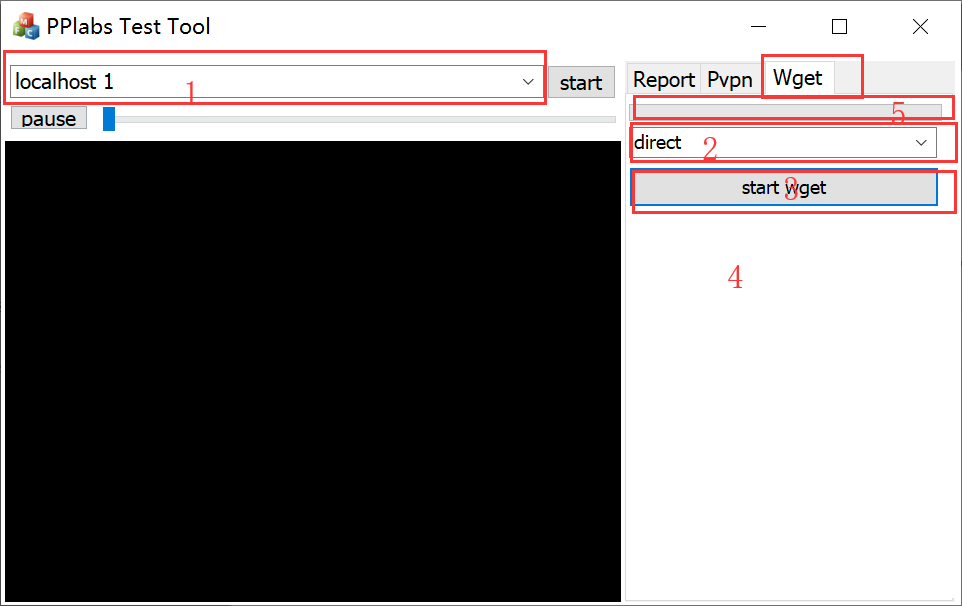 PPlabs Test Tool
localhost 1
1
start
Report
Pvpn
Wget
pause
5
direct
2
start wget
3
4